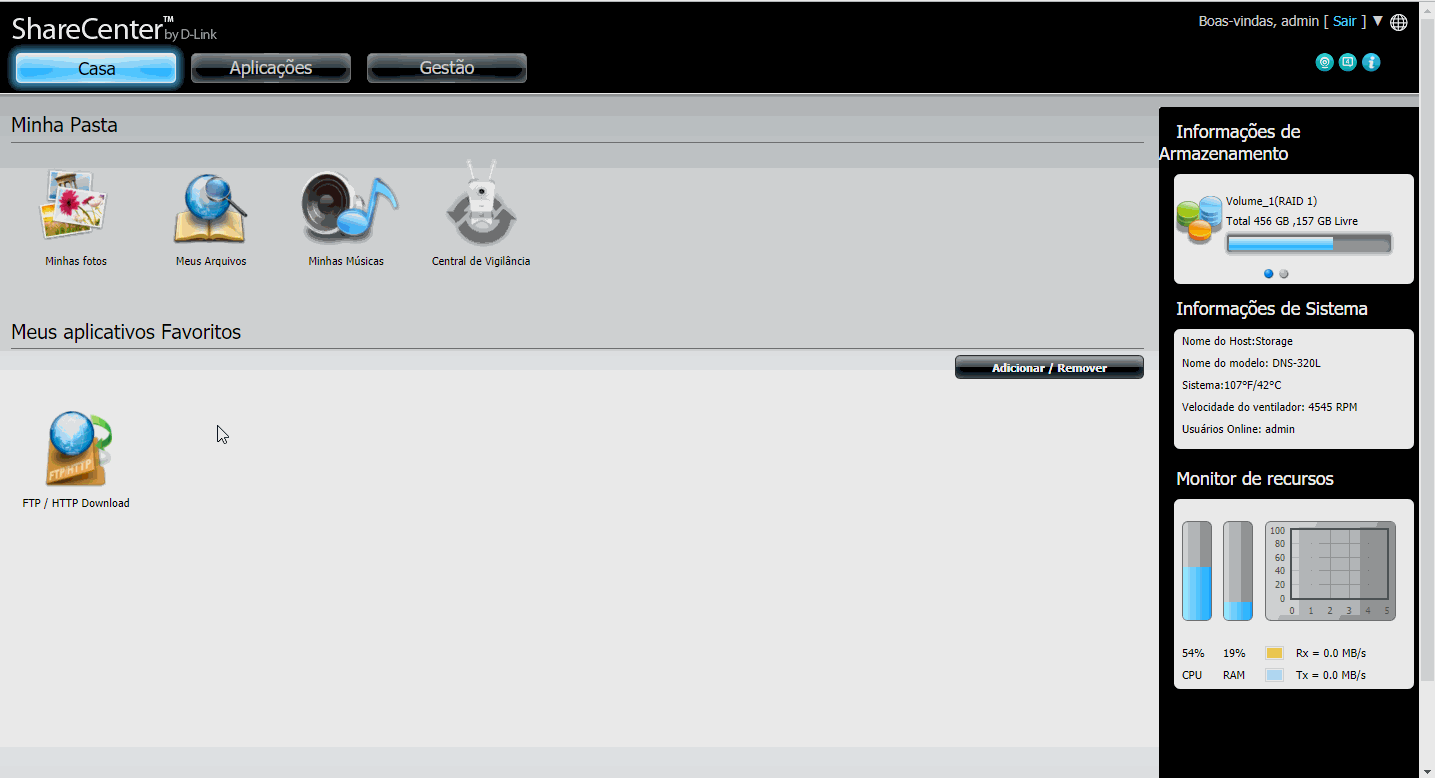 ShareCenter™ by D-Link
Boas-vindas, admin [ Sair ] ▼
Casa
Aplicações
Gestão
Minha Pasta
Minhas fotos
Meus Arquivos
Minhas Músicas
Central de Vigilância
Meus aplicativos Favoritos
Adicionar / Remover
FTP HTTP
FTP / HTTP Download
Informações de
Armazenamento
Volume_1(RAID 1)
Total 456 GB ,157 GB Livre
Informações de Sistema
Nome do Host:Storage
Nome do modelo: DNS-320L
Sistema:107°F/42°C
Velocidade do ventilador: 4545 RPM
Usuários Online: admin
Monitor de recursos
100
80
60
40
20
0
0 1 2 3 4 5
54% 19% Rx = 0.0 MB/s
CPU RAM Tx = 0.0 MB/s